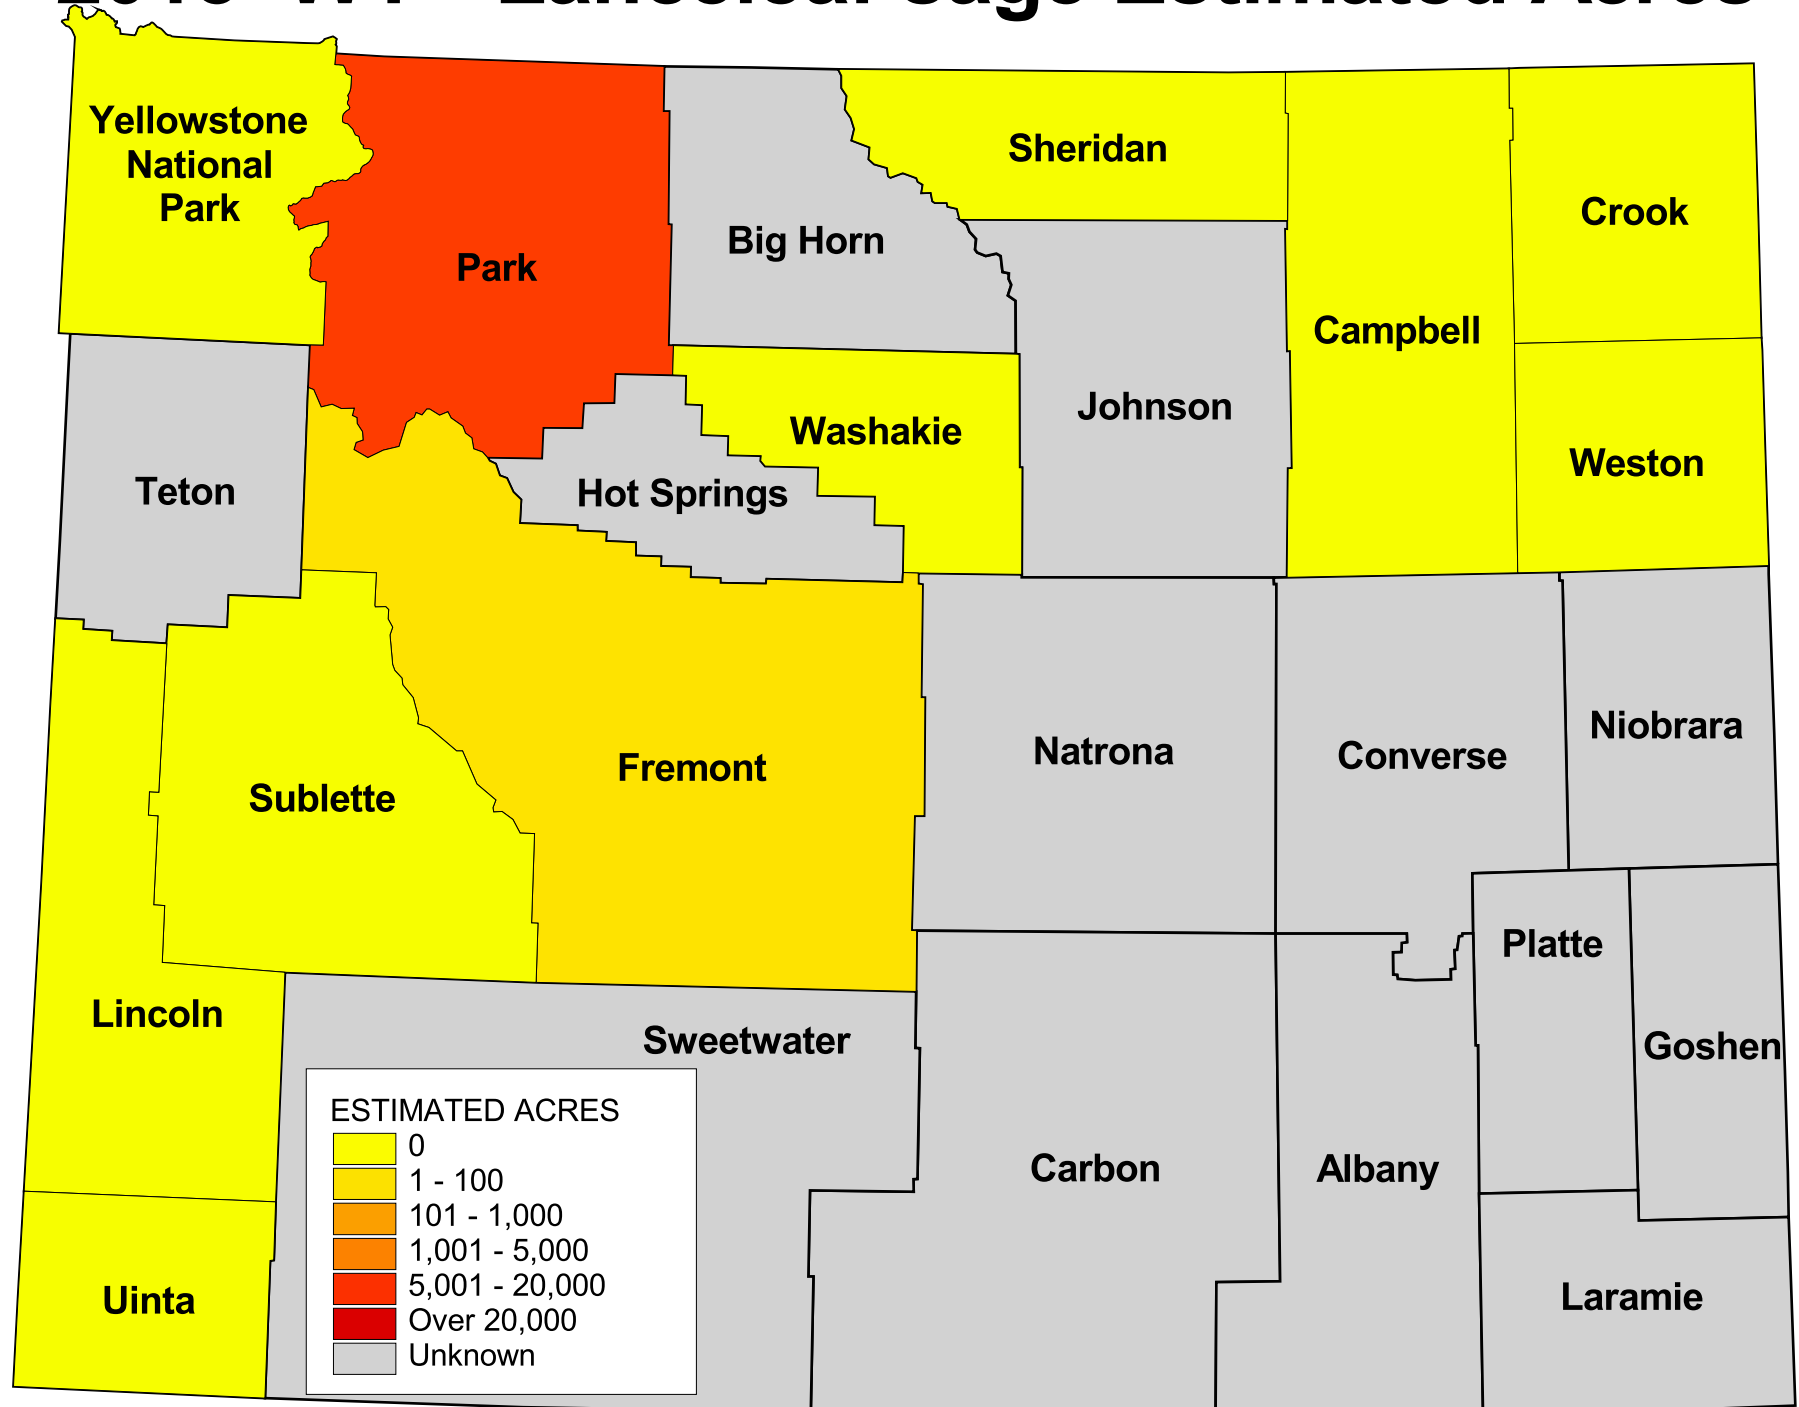 Yellowstone
National
Park
Park
Big Horn
Sheridan
Campbell
Crook
Teton
Hot Springs
Washakie
Johnson
Weston
Lincoln
Sublette
Fremont
Natrona
Converse
Niobrara
Platte
Goshen
Sweetwater
Carbon
Albany
Laramie
Uinta
ESTIMATED ACRES
0
1 - 100
101 - 1,000
1,001 - 5,000
5,001 - 20,000
Over 20,000
Unknown